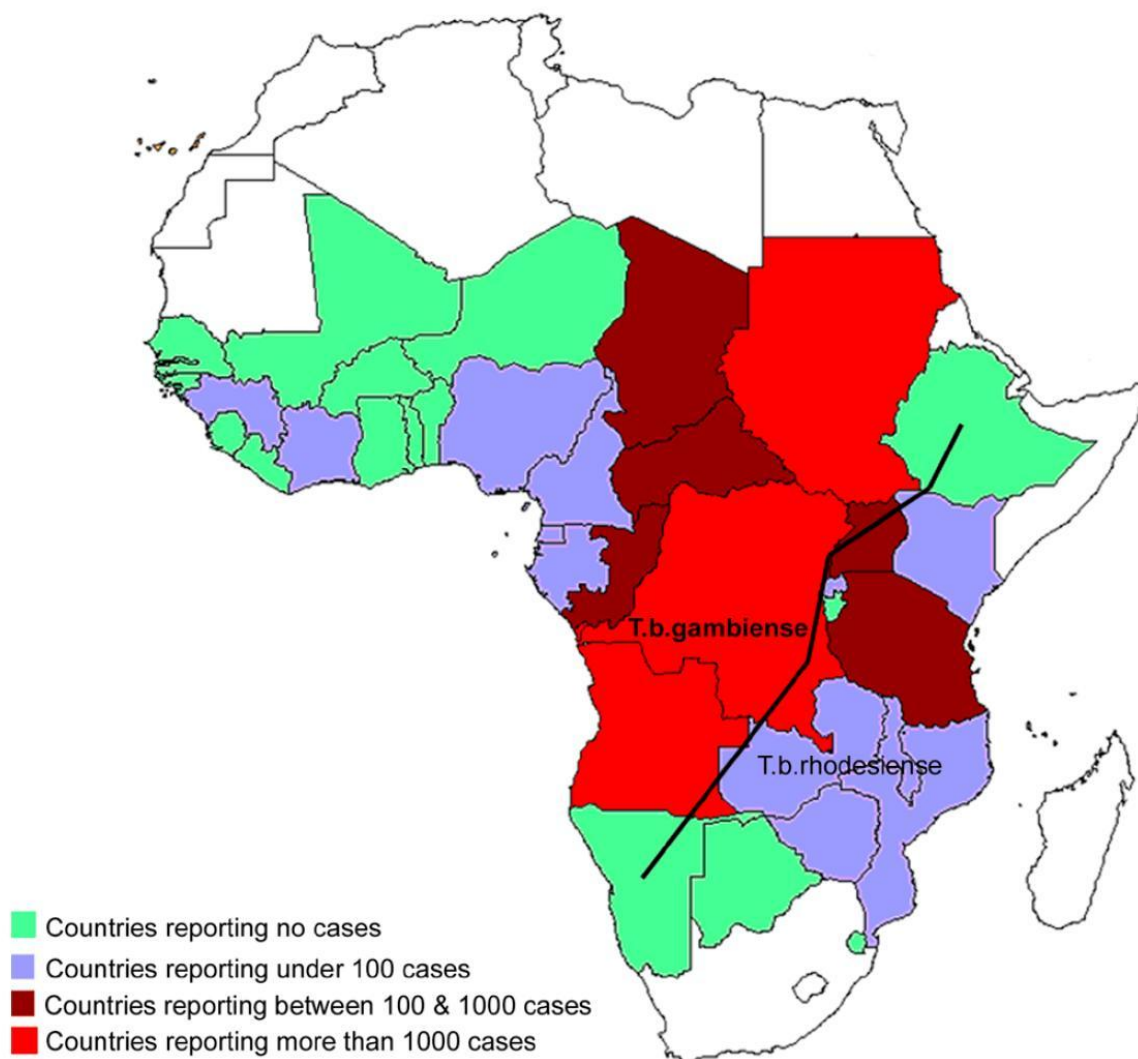 T.b.gambiense
T.b.rhodesiense
Countries reporting no cases
Countries reporting under 100 cases
Countries reporting between 100 & 1000 cases
Countries reporting more than 1000 cases